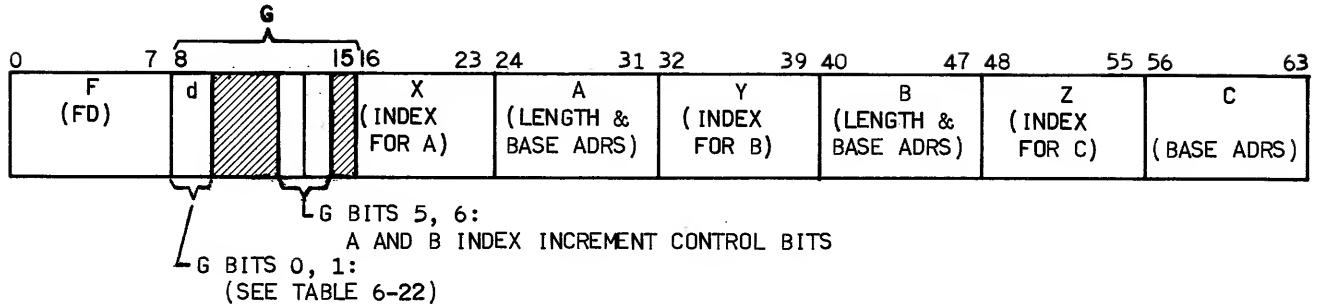 G
0 7 8 15 16 23 24 31 32 39 40 47 48 55 56 63
F d X A Y B Z C
(FD) (INDEX (LENGTH & (INDEX (LENGTH & (INDEX
FOR A) BASE ADRS) FOR B) BASE ADRS) FOR C) (BASE ADRS)
G BITS 5, 6:
A AND B INDEX INCREMENT CONTROL BITS
G BITS 0, 1:
(SEE TABLE 6-22)